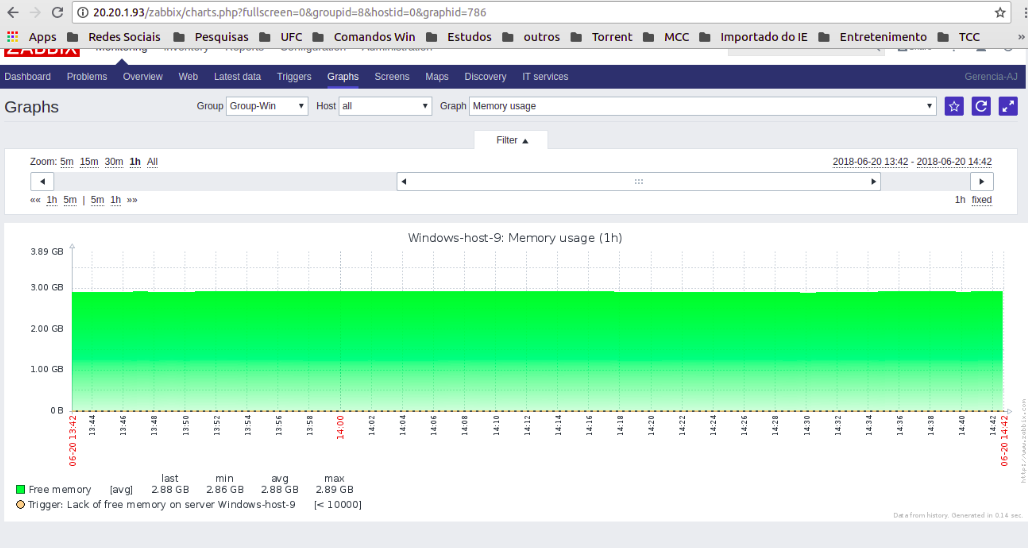 20.20.1.93/zabbix/charts.php?fullscreen=0&groupid=8&hostid=0&graphid=786
Apps Redes Sociais Pesquisas UFC Comandos Win Estudos outros Torrent MCC Importado do IE Entretenimento TCC »
ZABBIX Monitoring Inventory Reports Configuration Administration Share
Dashboard Problems Overview Web Latest data Triggers Graphs Screens Maps Discovery IT services Gerencia-AJ
Graphs Group Group-Win Host all Graph Memory usage
Filter
Zoom: 5m 15m 30m 1h All 2018-06-20 13:42 - 2018-06-20 14:42
«« 1h 5m | 5m 1h »» 1h fixed
Windows-host-9: Memory usage (1h)
3.89 GB
3.00 GB
2.00 GB
1.00 GB
0 B
06-20 13:42 13:44 13:46 13:48 13:50 13:52 13:54 13:56 13:58 14:00 14:02 14:04 14:06 14:08 14:10 14:12 14:14 14:16 14:18 14:20 14:22 14:24 14:26 14:28 14:30 14:32 14:34 14:36 14:38 14:40 14:42 06-20 14:42
https://www.zabbix.com
last min avg max
Free memory [avg] 2.88 GB 2.86 GB 2.88 GB 2.89 GB
Trigger: Lack of free memory on server Windows-host-9 [< 10000]
Data from history. Generated in 0.14 sec.